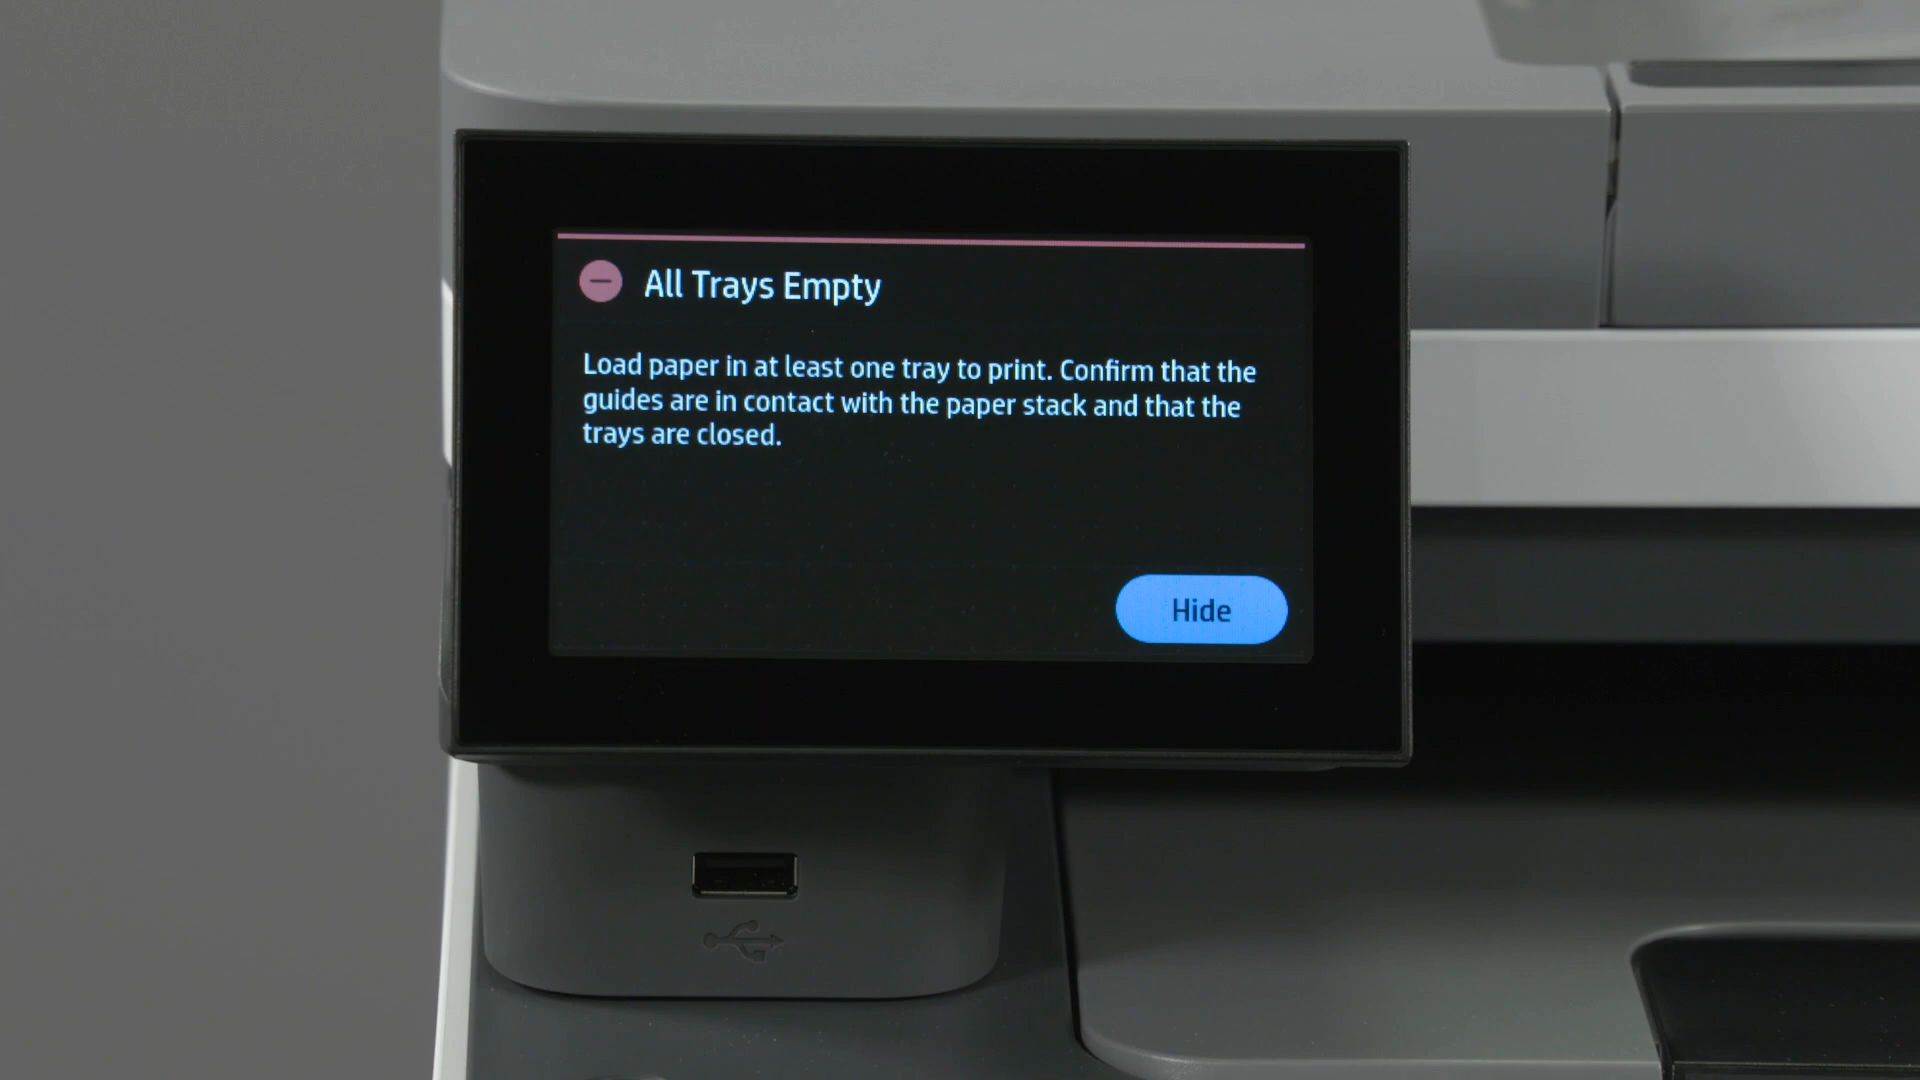 All Trays Empty
Load paper in at least one tray to print. Confirm that the
guides are in contact with the paper stack and that the
trays are closed.
Hide